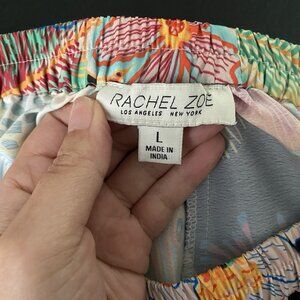 RACHEL ZOE
LOS ANGELES NEW YORK
L
MADE IN
INDIA